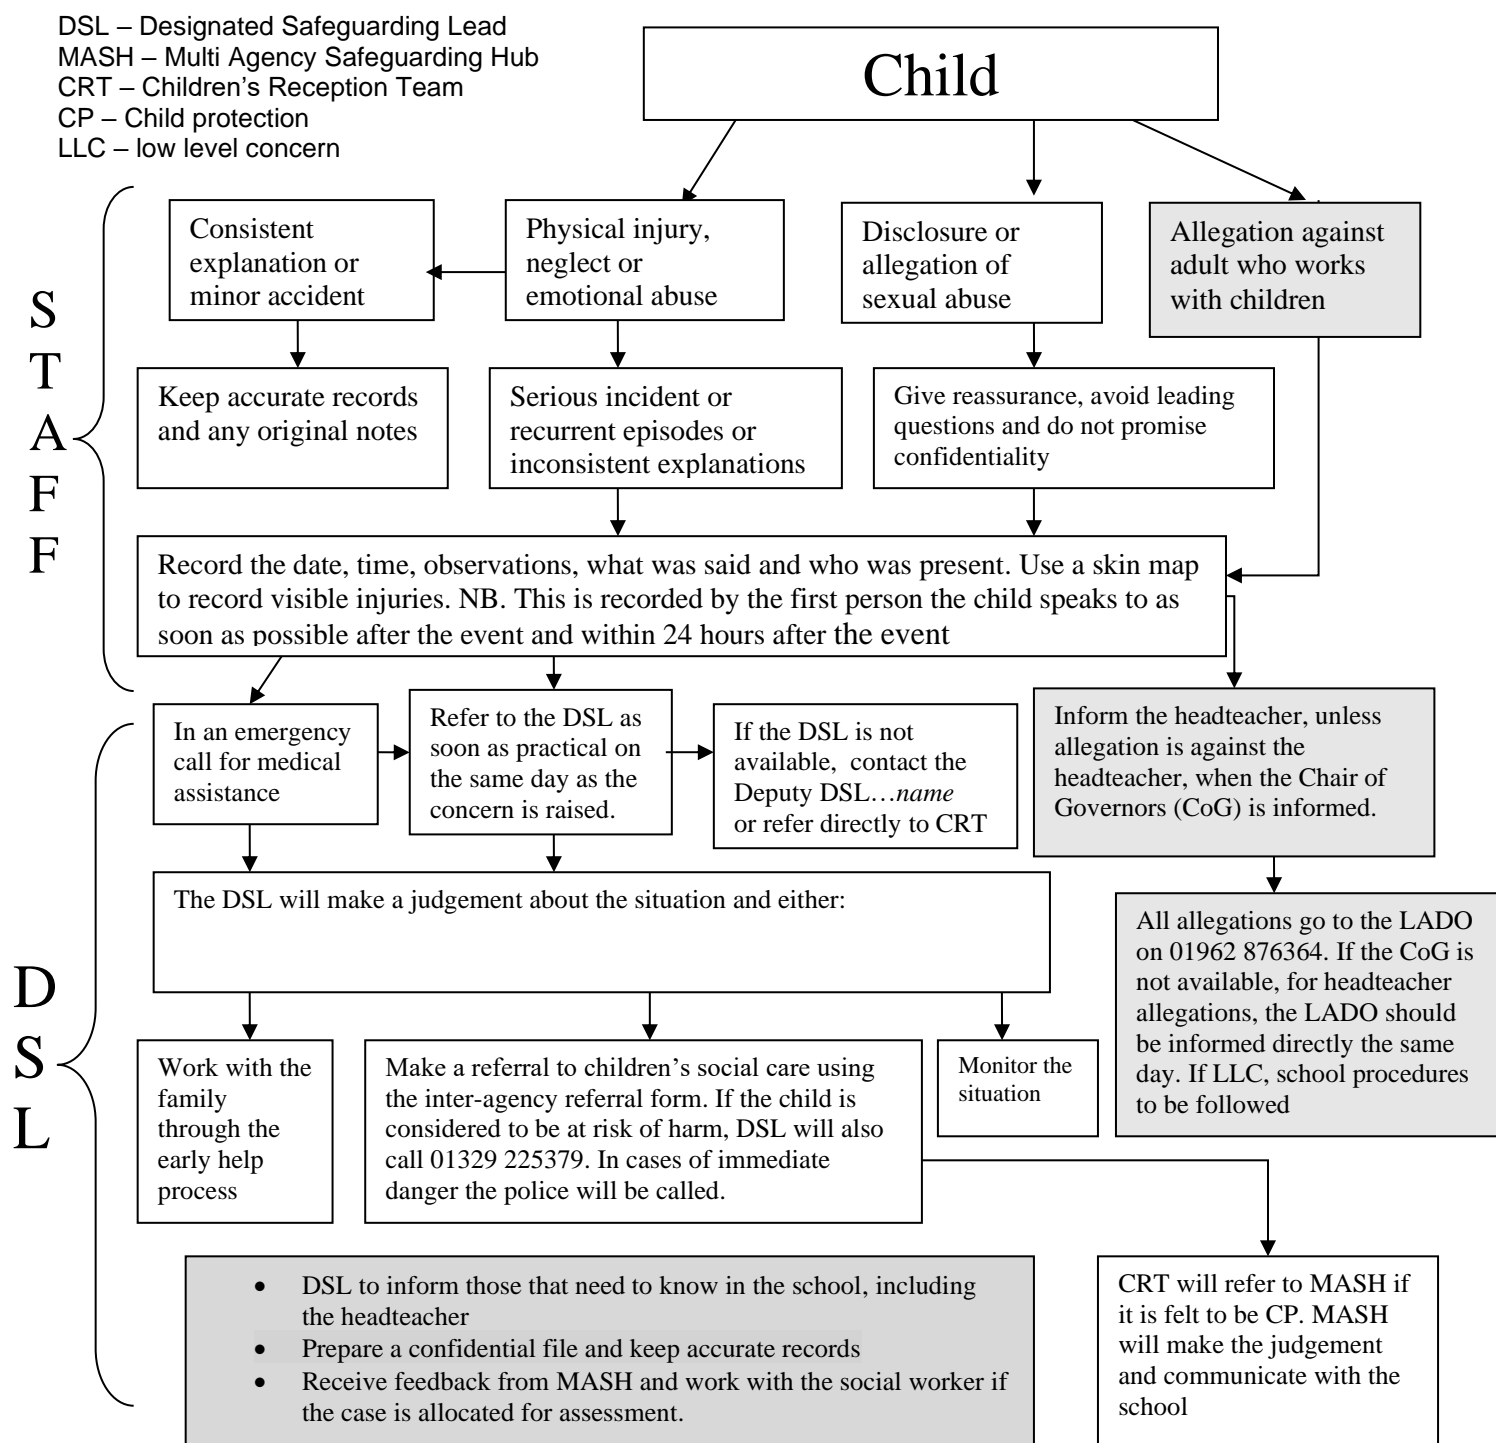 DSL – Designated Safeguarding Lead
MASH – Multi Agency Safeguarding Hub
CRT – Children's Reception Team
CP – Child protection
LLC – low level concern
Child
STAFF
Consistent
explanation or
minor accident
Physical injury,
neglect or
emotional abuse
Disclosure or
allegation of
sexual abuse
Allegation against
adult who works
with children
Keep accurate records
and any original notes
Serious incident or
recurrent episodes or
inconsistent explanations
Give reassurance, avoid leading
questions and do not promise
confidentiality
Record the date, time, observations, what was said and who was present. Use a skin map
to record visible injuries. NB. This is recorded by the first person the child speaks to as
soon as possible after the event and within 24 hours after the event
DSL
In an emergency
call for medical
assistance
Refer to the DSL as
soon as practical on
the same day as the
concern is raised.
If the DSL is not
available,  contact the
Deputy DSL…name
or refer directly to CRT
Inform the headteacher, unless
allegation is against the
headteacher, when the Chair of
Governors (CoG) is informed.
The DSL will make a judgement about the situation and either:
All allegations go to the LADO
on 01962 876364. If the CoG is
not available, for headteacher
allegations, the LADO should
be informed directly the same
day. If LLC, school procedures
to be followed
Work with the
family
through the
early help
process
Make a referral to children's social care using
the inter-agency referral form. If the child is
considered to be at risk of harm, DSL will also
call 01329 225379. In cases of immediate
danger the police will be called.
Monitor the
situation
• DSL to inform those that need to know in the school, including
the headteacher
• Prepare a confidential file and keep accurate records
• Receive feedback from MASH and work with the social worker if
the case is allocated for assessment.
CRT will refer to MASH if
it is felt to be CP. MASH
will make the judgement
and communicate with the
school